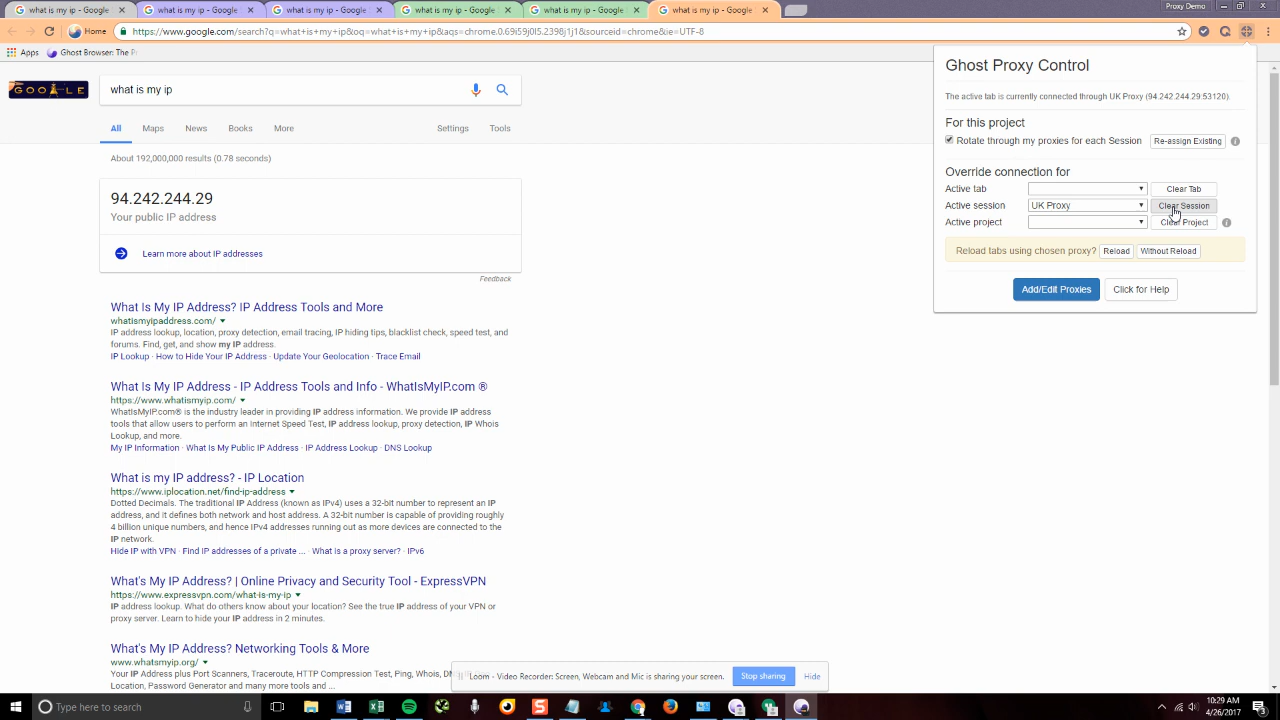 what is my ip - Google
what is my ip - Google
what is my ip - Google
what is my ip - Google
what is my ip - Google
what is my ip - Google
Proxy Demo
Home
https://www.google.com/search?q=what+is+my+ip&oq=what+is+my+ip&aqs=chrome.0.69i59j0l5.2398j1j1&sourceid=chrome&ie=UTF-8
Apps Ghost Browser: The P
GOOGLE what is my ip
All Maps News Books More Settings Tools
About 192,000,000 results (0.78 seconds)
94.242.244.29
Your public IP address
Learn more about IP addresses
Feedback
What Is My IP Address? IP Address Tools and More
whatismyipaddress.com/
IP address lookup, location, proxy detection, email tracing, IP hiding tips, blacklist check, speed test, and
forums. Find, get, and show my IP address.
IP Lookup · How to Hide Your IP Address · Update Your Geolocation · Trace Email
What Is My IP Address - IP Address Tools and Info - WhatIsMyIP.com ®
https://www.whatismyip.com/
WhatIsMyIP.com® is the industry leader in providing IP address information. We provide IP address
tools that allow users to perform an Internet Speed Test, IP address lookup, proxy detection, IP Whois
Lookup, and more.
My IP Information · What Is My Public IP Address · IP Address Lookup · DNS Lookup
What is my IP address? - IP Location
https://www.iplocation.net/find-ip-address
Dotted Decimals. The traditional IP Address (known as IPv4) uses a 32-bit number to represent an IP
address, and it defines both network and host address. A 32-bit number is capable of providing roughly
4 billion unique numbers, and hence IPv4 addresses running out as more devices are connected to the
IP network.
Hide IP with VPN · Find IP addresses of a private ... · What is a proxy server? · IPv6
What's My IP Address? | Online Privacy and Security Tool - ExpressVPN
https://www.expressvpn.com/what-is-my-ip
IP address lookup. What do others know about your location? See the true IP address of your VPN or
proxy server. Learn to hide your IP address in 2 minutes.
What's My IP Address? Networking Tools & More
www.whatsmyip.org/
Your IP Address plus Port Scanners, Traceroute, HTTP Compression Test, Ping, Whois, D
Location, Password Generator and many more tools and ...
Ghost Proxy Control
The active tab is currently connected through UK Proxy (94.242.244.29:53120).
For this project
Rotate through my proxies for each Session Re-assign Existing
Override connection for
Active tab Clear Tab
Active session UK Proxy Clear Session
Active project Clear Project
Reload tabs using chosen proxy? Reload Without Reload
Add/Edit Proxies Click for Help
Loom - Video Recorder: Screen, Webcam and Mic is sharing your screen. Stop sharing Hide
Type here to search
10:29 AM
4/26/2017